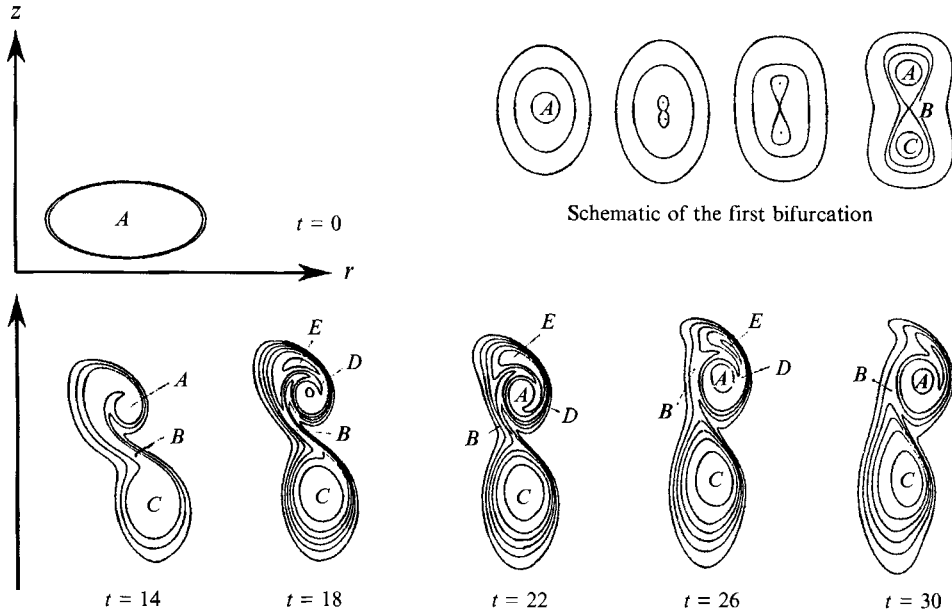 z
A
t = 0
r
A
A
B
C
Schematic of the first bifurcation
A
B
C
t = 14
E
D
B
C
t = 18
E
A
D
B
C
t = 22
E
A
D
B
C
t = 26
B
A
C
t = 30